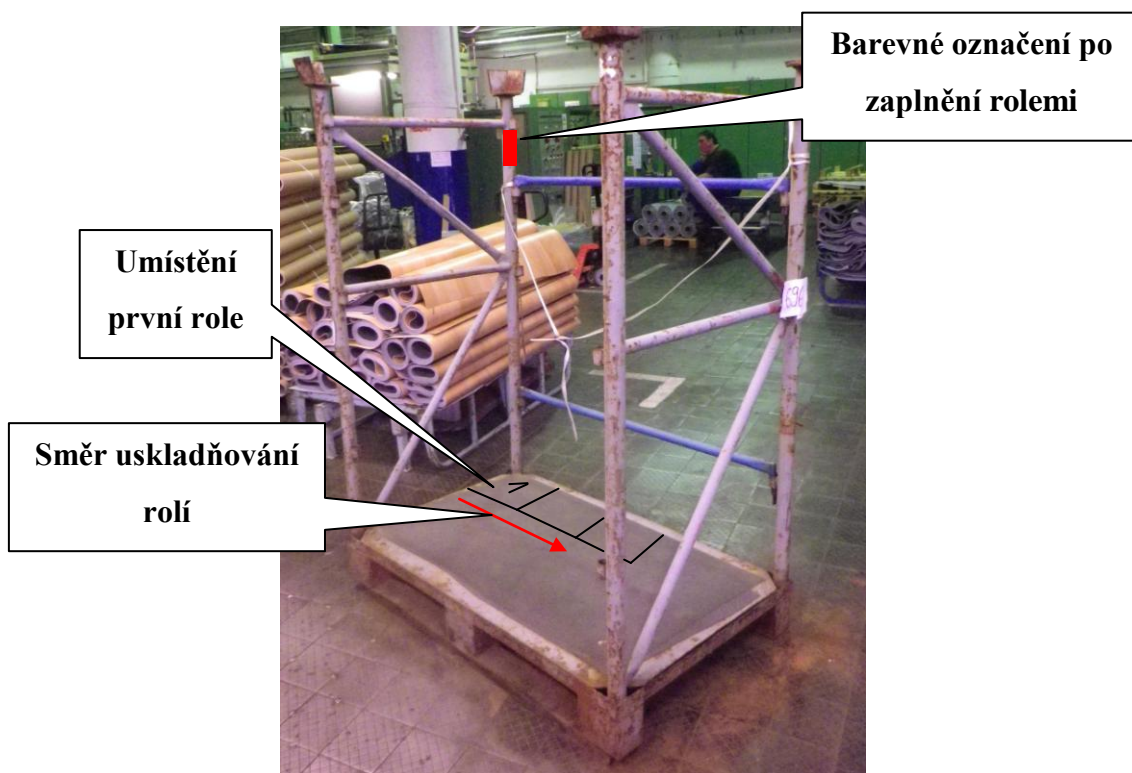 Barevné označení po
zaplnění rolemi
Umístění
první role
Směr uskladňování
rolí